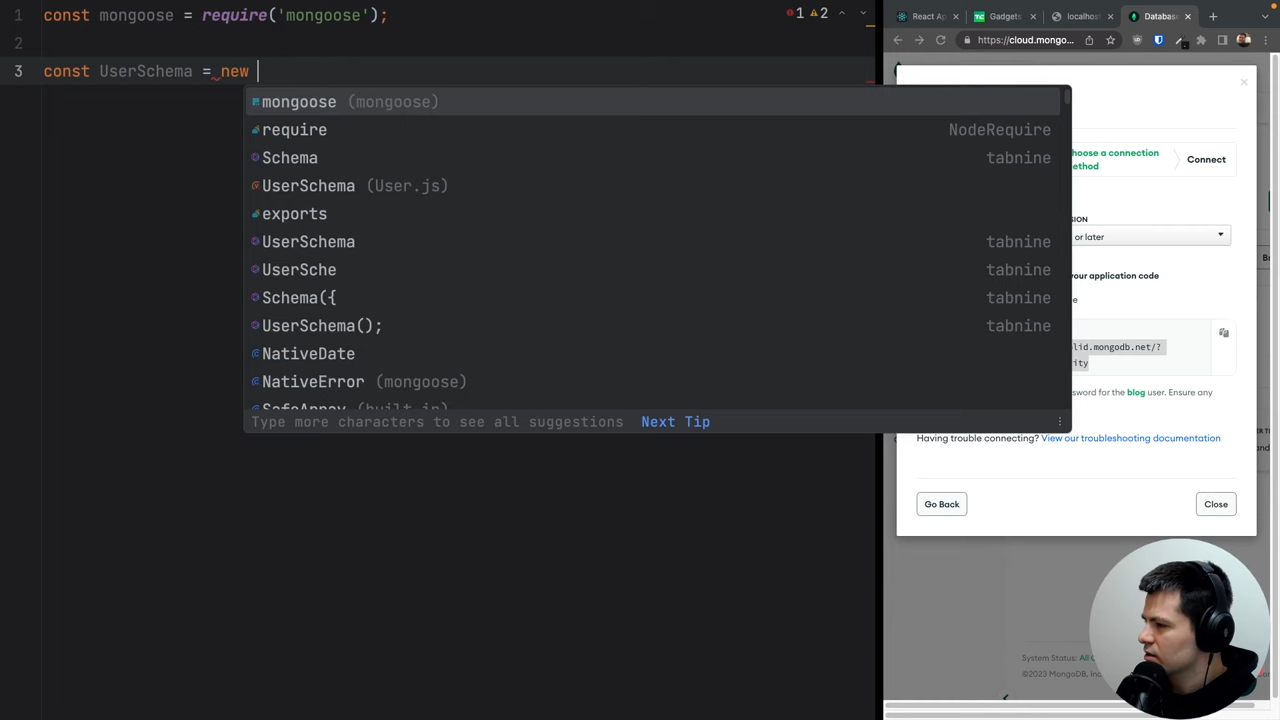 const mongoose = require('mongoose');
1 2
1
2
3 const UserSchema = new
mongoose (mongoose)
require NodeRequire
Schema tabnine
UserSchema (User.js)
exports
UserSchema tabnine
UserSche tabnine
Schema({ tabnine
UserSchema(); tabnine
NativeDate
NativeError (mongoose)
Type more characters to see all suggestions Next Tip
React Ap
Gadgets
localhos
Database
https://cloud.mongo...
hoose a connection
ethod
Connect
SION
or later
your application code
lid.mongodb.net/?
ity
sword for the blog user. Ensure any
Having trouble connecting? View our troubleshooting documentation
Go Back Close
System Status: All
©2023 MongoDB, Inc